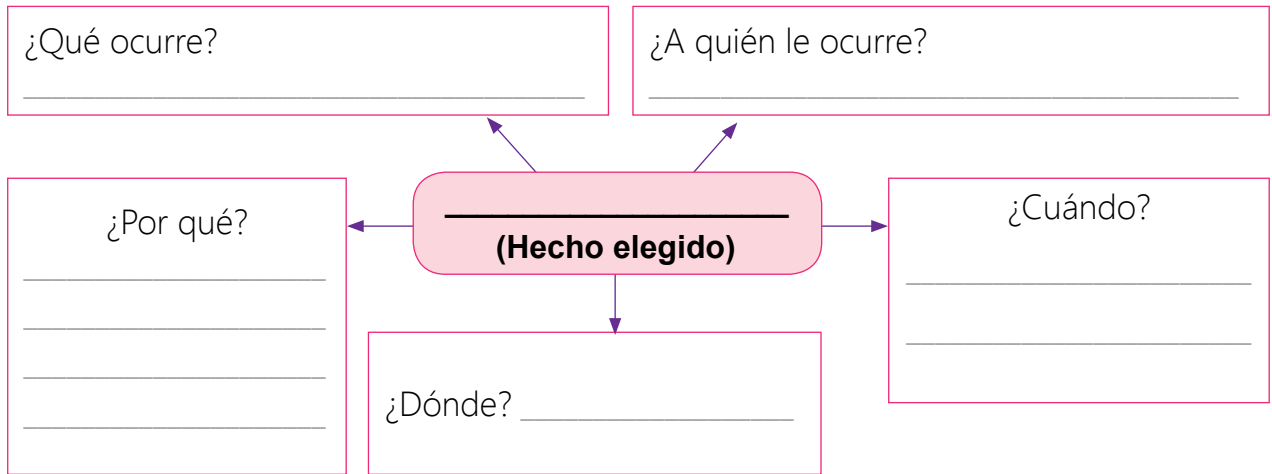 ¿Qué ocurre?
¿A quién le ocurre?
¿Por qué?
(Hecho elegido)
¿Cuándo?
¿Dónde?